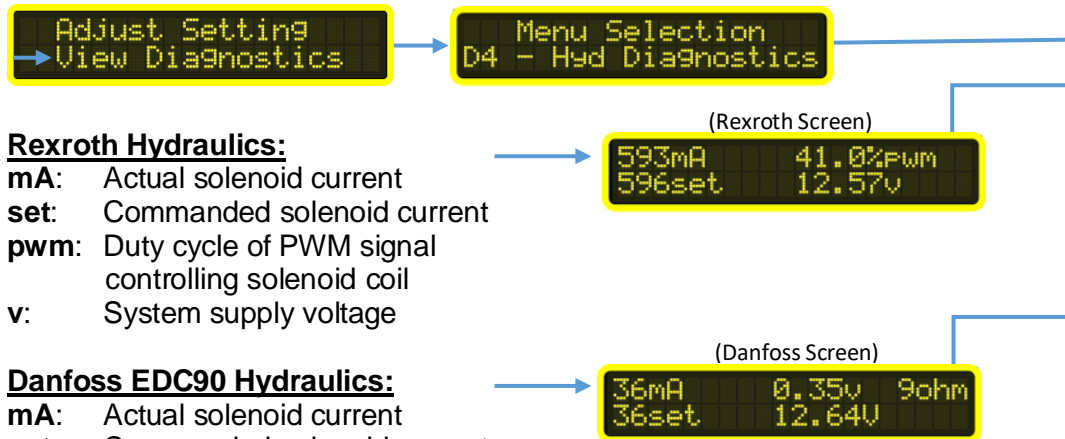 Adjust Setting
View Diagnostics
Menu Selection
D4 - Hyd Diagnostics
(Rexroth Screen)
593mA 41.0%pwm
596set 12.57v
Rexroth Hydraulics:
mA: Actual solenoid current
set: Commanded solenoid current
pwm: Duty cycle of PWM signal
controlling solenoid coil
v: System supply voltage
(Danfoss Screen)
36mA 0.35v 9ohm
36set 12.64V
Danfoss EDC90 Hydraulics:
mA: Actual solenoid current